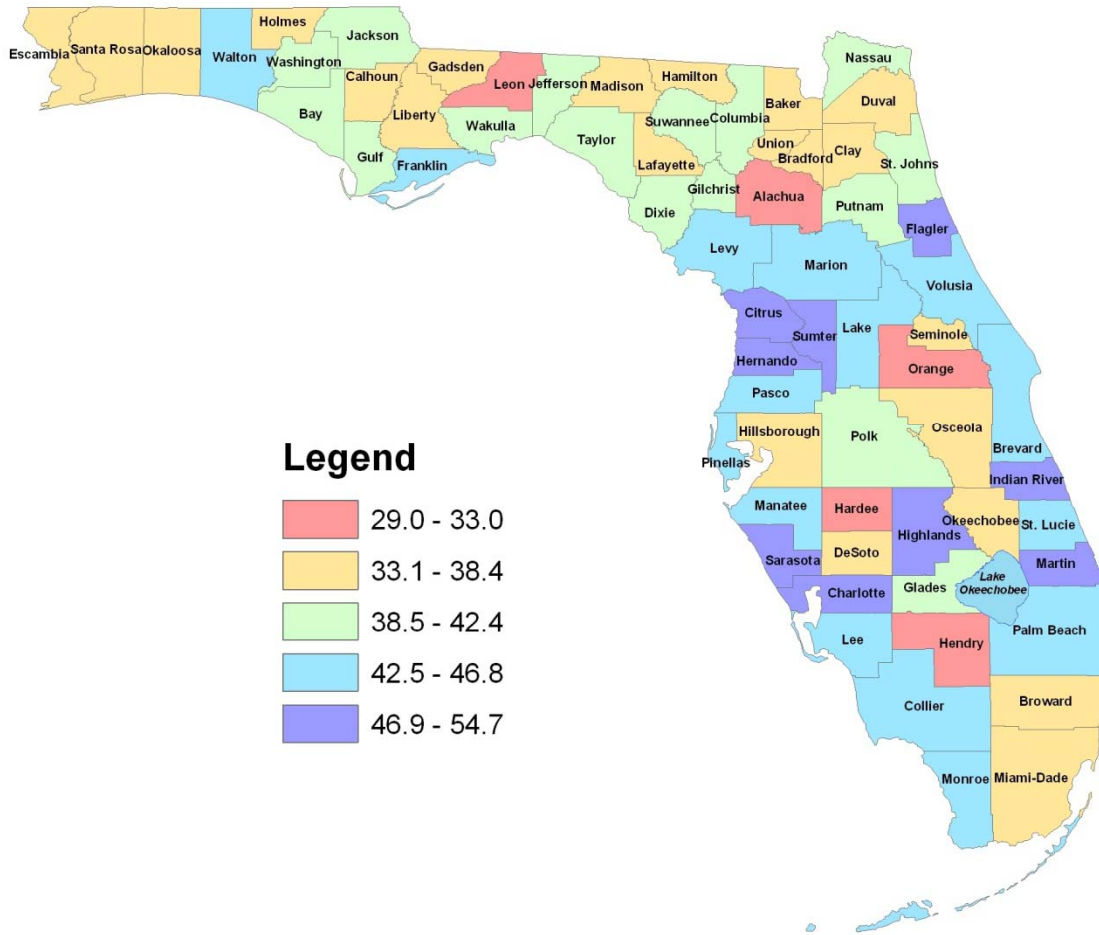 Holmes
Jackson
Escambia
Santa Rosa
Okaloosa
Walton
Washington
Nassau
Gadsden
Calhoun
Leon
Jefferson
Madison
Hamilton
Baker
Duval
Bay
Liberty
Wakulla
Taylor
Suwannee
Columbia
Union
Bradford
Clay
St. Johns
Gulf
Franklin
Lafayette
Dixie
Gilchrist
Alachua
Putnam
Flagler
Levy
Marion
Volusia
Citrus
Sumter
Lake
Seminole
Hernando
Orange
Pasco
Hillsborough
Polk
Osceola
Brevard
Pinellas
Indian River
Manatee
Hardee
Highlands
Okeechobee
St. Lucie
Sarasota
DeSoto
Martin
Charlotte
Glades
Lake
Okeechobee
Palm Beach
Lee
Hendry
Collier
Broward
Monroe
Miami-Dade
Legend
29.0 - 33.0
33.1 - 38.4
38.5 - 42.4
42.5 - 46.8
46.9 - 54.7